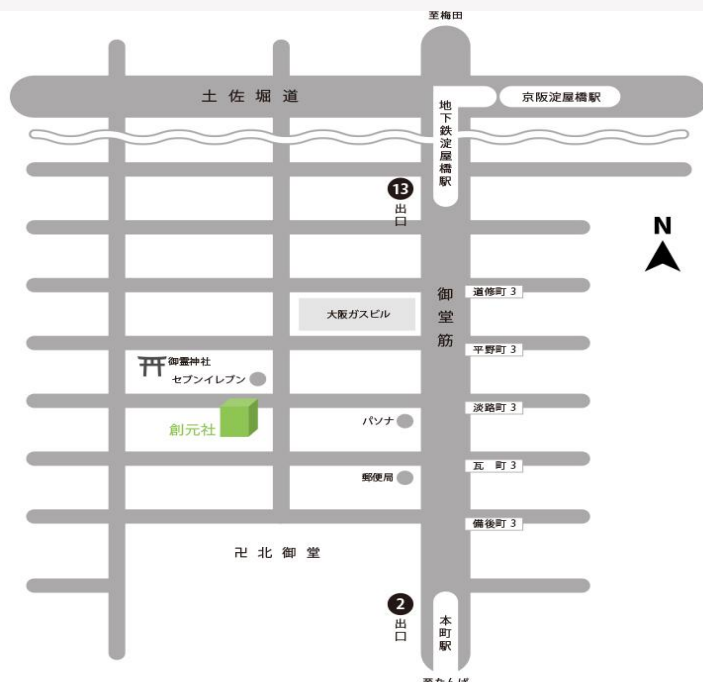 至梅田
土佐堀道
京阪淀屋橋駅
地下鉄淀屋橋駅
13
出口
N
御堂筋
道修町 3
大阪ガスビル
平野町 3
御霊神社
セブンイレブン
淡路町 3
創元社
パソナ
瓦 町 3
郵便局
備後町 3
卍北御堂
2
出口
本町駅
至なんば